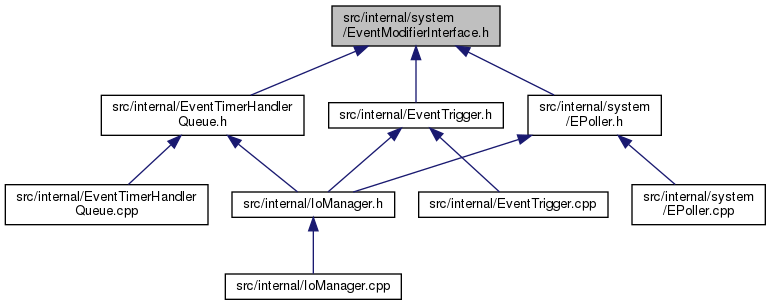 src/internal/system
/EventModifierInterface.h
src/internal/EventTimerHandler
Queue.h
src/internal/EventTrigger.h
src/internal/system
/EPoller.h
src/internal/EventTimerHandler
Queue.cpp
src/internal/IoManager.h
src/internal/EventTrigger.cpp
src/internal/system
/EPoller.cpp
src/internal/IoManager.cpp